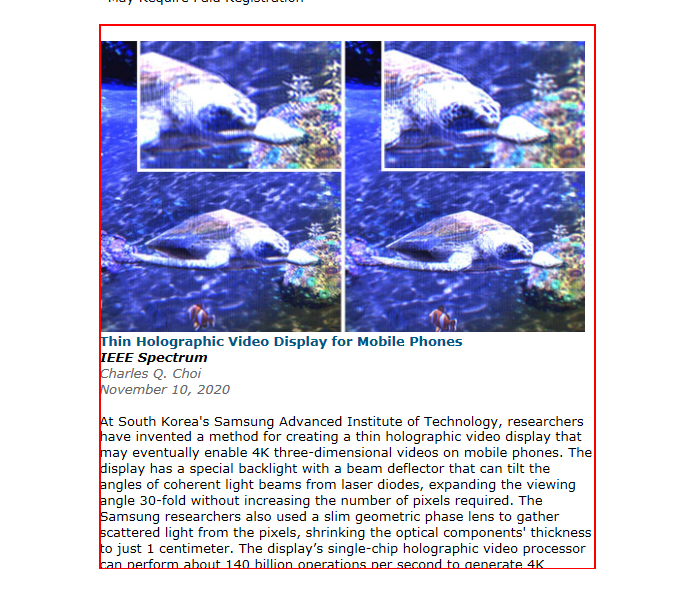 May Require Paid Registration
Thin Holographic Video Display for Mobile Phones
IEEE Spectrum
Charles Q. Choi
November 10, 2020
At South Korea's Samsung Advanced Institute of Technology, researchers
have invented a method for creating a thin holographic video display that
may eventually enable 4K three-dimensional videos on mobile phones. The
display has a special backlight with a beam deflector that can tilt the
angles of coherent light beams from laser diodes, expanding the viewing
angle 30-fold without increasing the number of pixels required. The
Samsung researchers also used a slim geometric phase lens to gather
scattered light from the pixels, shrinking the optical components' thickness
to just 1 centimeter. The display’s single-chip holographic video processor
can perform about 140 billion operations per second to generate 4K